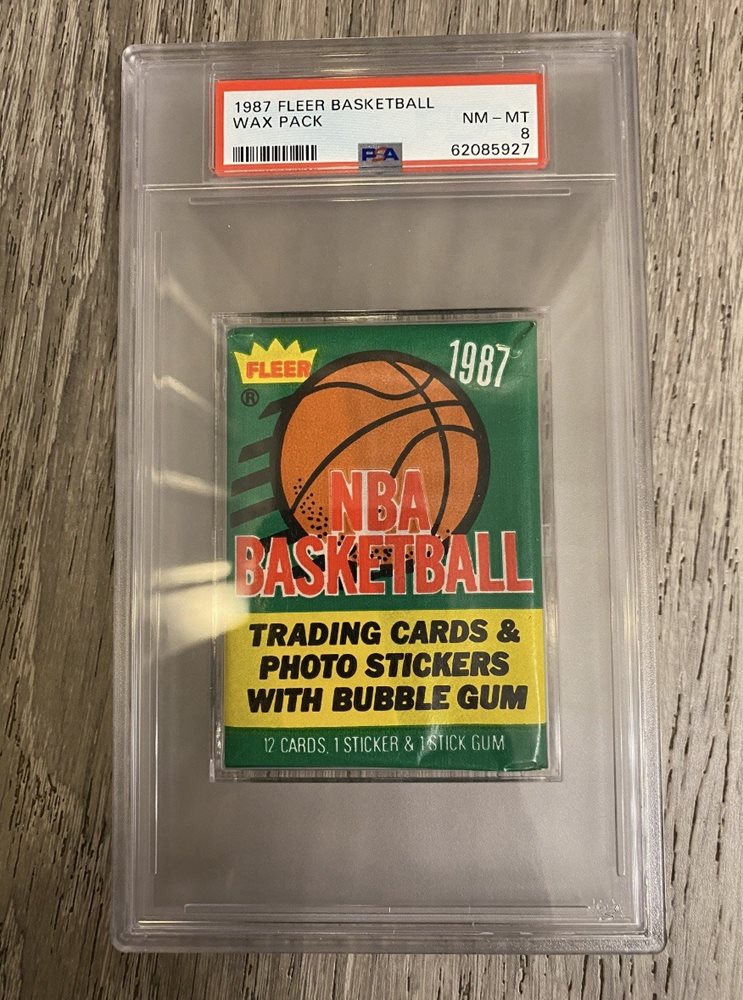 1987 FLEER BASKETBALL
WAX PACK
NM - MT
8
62085927
PSA
FLEER
®
1987
NBA
BASKETBALL
TRADING CARDS &
PHOTO STICKERS
WITH BUBBLE GUM
12 CARDS, 1 STICKER & 1 STICK GUM